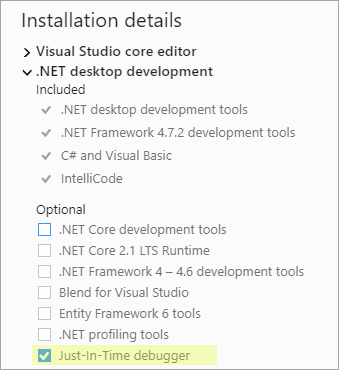 Installation details
Visual Studio core editor
.NET desktop development
Included
.NET desktop development tools
.NET Framework 4.7.2 development tools
C# and Visual Basic
IntelliCode
Optional
.NET Core development tools
.NET Core 2.1 LTS Runtime
.NET Framework 4 – 4.6 development tools
Blend for Visual Studio
Entity Framework 6 tools
.NET profiling tools
Just-In-Time debugger